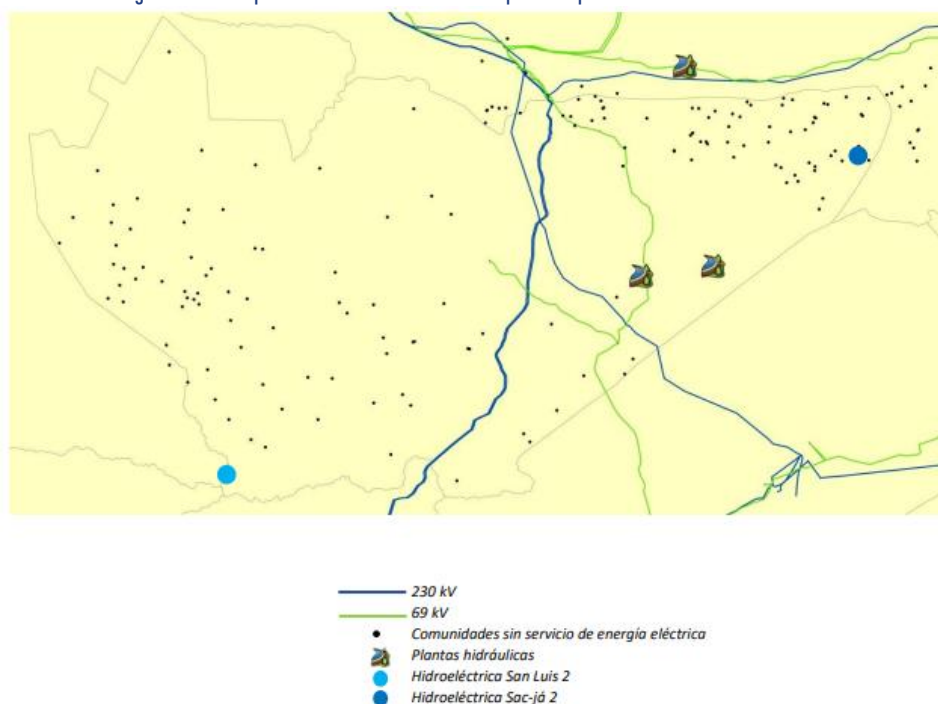 230 kV
69 kV
Comunidades sin servicio de energía eléctrica
Plantas hidráulicas
Hidroeléctrica San Luis 2
Hidroeléctrica Sac-já 2